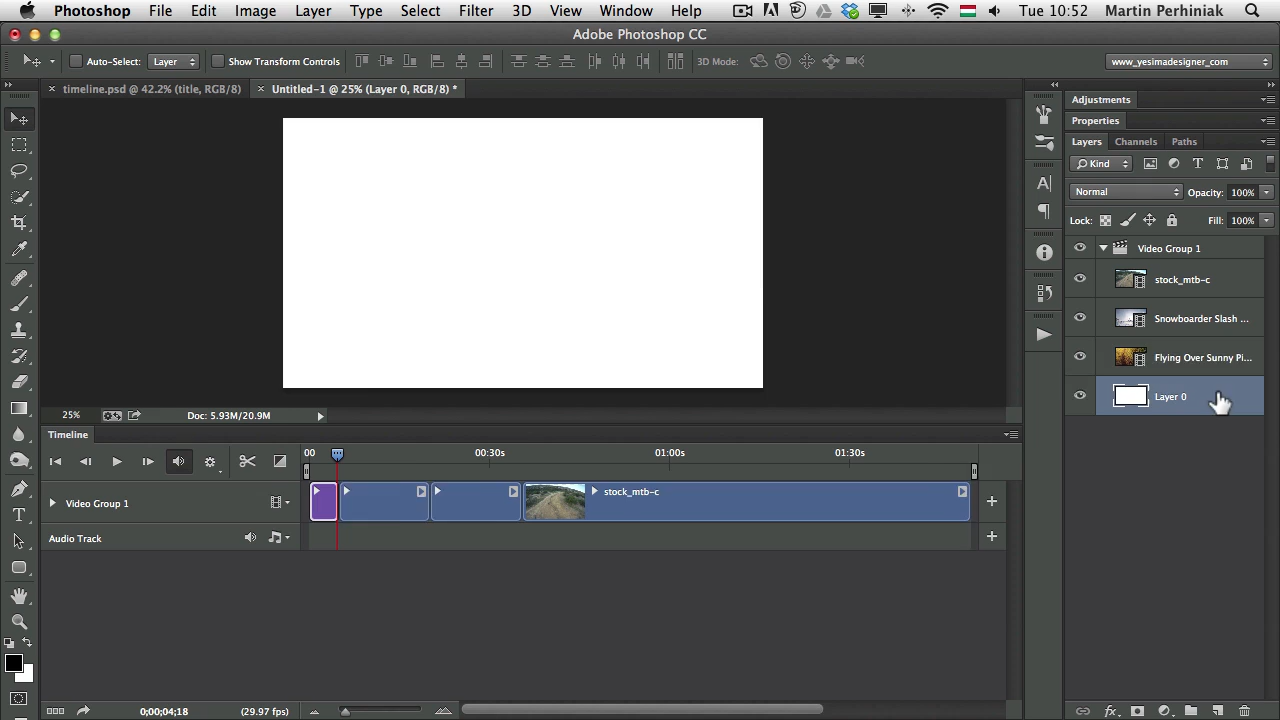 Photoshop File Edit Image Layer Type Select Filter 3D View Window Help Tue 10:52 Martin Perhiniak
Adobe Photoshop CC
Auto-Select: Layer Show Transform Controls 3D Mode: www_yesimadesigner_com
timeline.psd @ 42.2% (title, RGB/8) Untitled-1 @ 25% (Layer 0, RGB/8) *
Adjustments
Properties
Layers Channels Paths
Kind
Normal Opacity: 100%
Lock: Fill: 100%
Video Group 1
stock_mtb-c
Snowboarder Slash ...
Flying Over Sunny Pi...
Layer 0
25% Doc: 5.93M/20.9M
Timeline
00 00:30s 01:00s 01:30s
Video Group 1 stock_mtb-c
Audio Track
0;00;04;18 (29.97 fps)